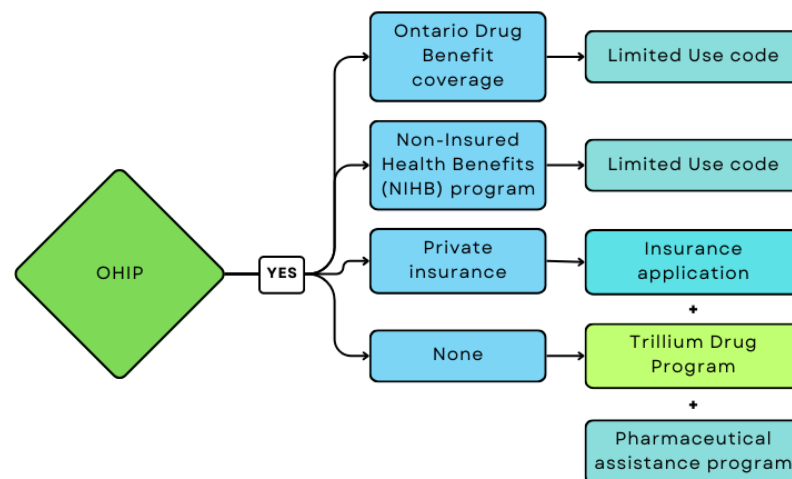 OHIP
YES
Ontario Drug
Benefit
coverage
Limited Use code
Non-Insured
Health Benefits
(NIHB) program
Limited Use code
Private
insurance
Insurance
application
+
None
Trillium Drug
Program
+
Pharmaceutical
assistance program